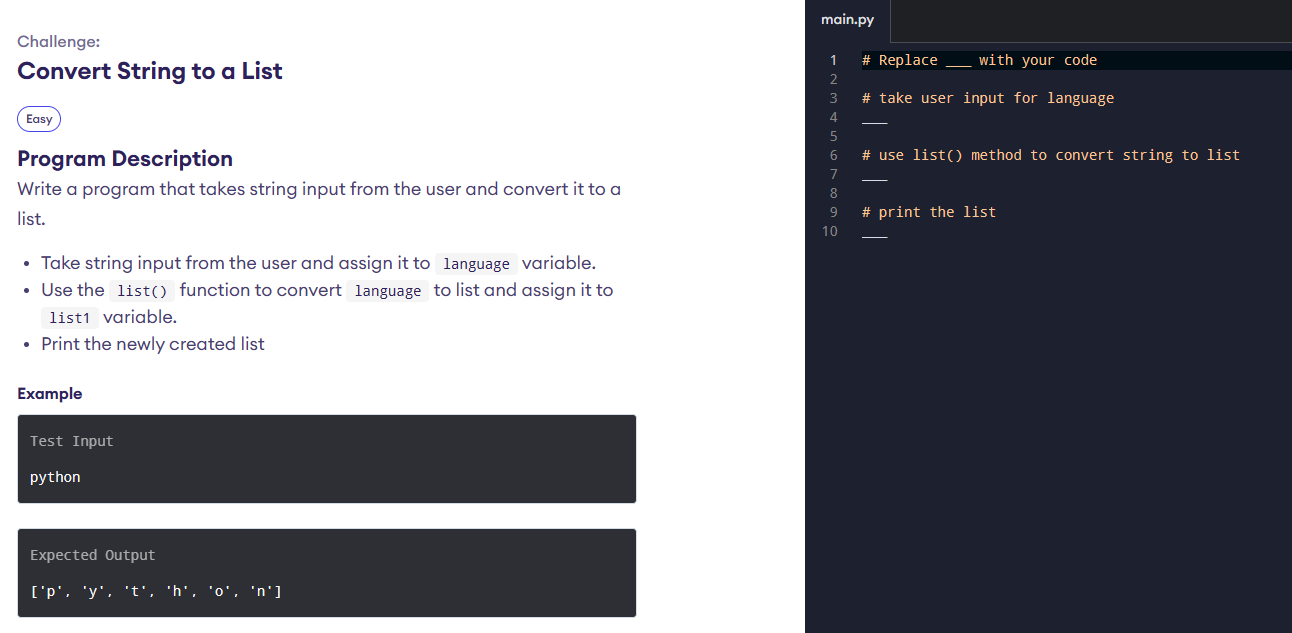 Challenge:
Convert String to a List
Easy
Program Description
Write a program that takes string input from the user and convert it to a
list.
• Take string input from the user and assign it to language variable.
• Use the list() function to convert language to list and assign it to
list1 variable.
• Print the newly created list
Example
Test Input
python
Expected Output
['p', 'y', 't', 'h', 'o', 'n']
main.py
1 # Replace ___ with your code
2
3 # take user input for language
4 ___
5
6 # use list() method to convert string to list
7 ___
8
9 # print the list
10 ___